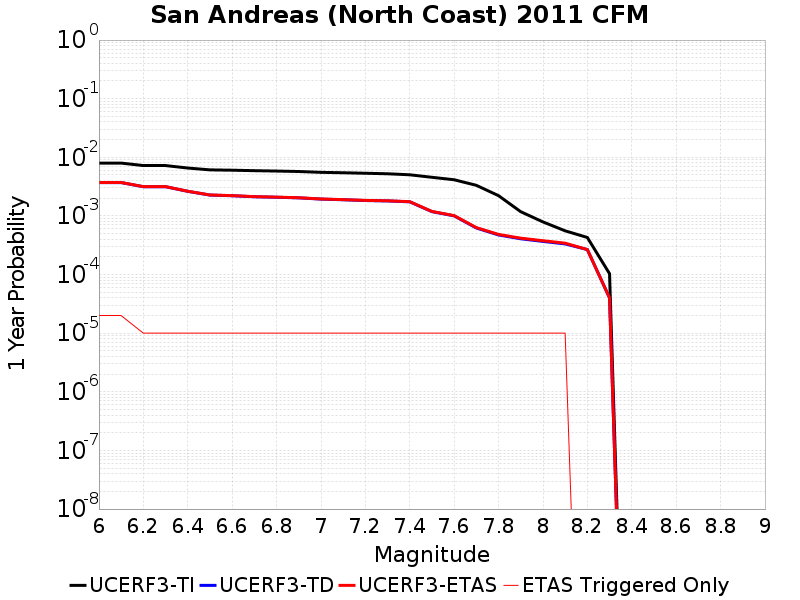 San Andreas (North Coast) 2011 CFM
10^0
10^-1
10^-2
10^-3
10^-4
10^-5
10^-6
10^-7
10^-8
1 Year Probability
6 6.2 6.4 6.6 6.8 7 7.2 7.4 7.6 7.8 8 8.2 8.4 8.6 8.8 9
Magnitude
UCERF3-TI UCERF3-TD UCERF3-ETAS ETAS Triggered Only